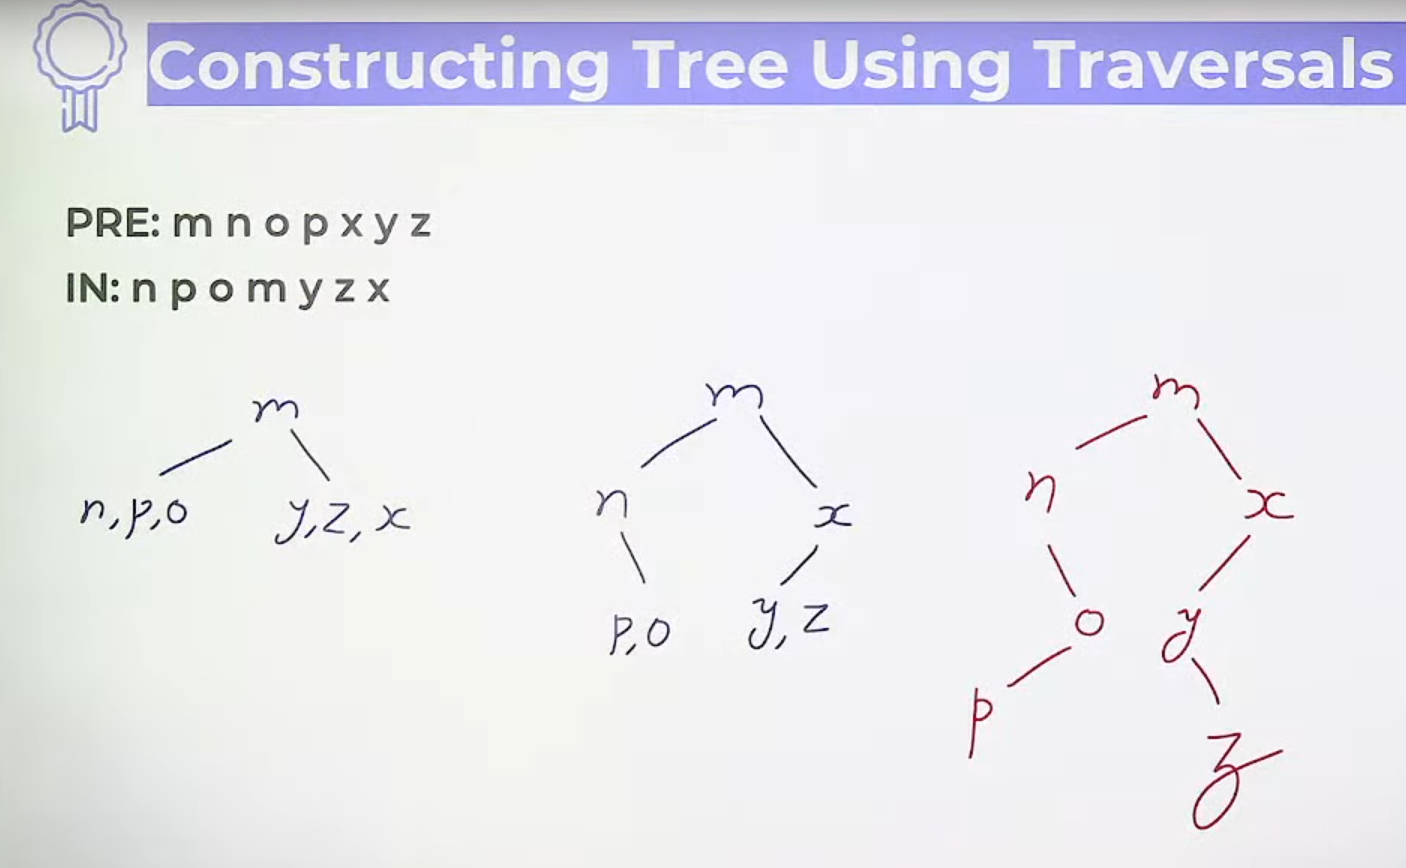 Constructing Tree Using Traversals
PRE: m n o p x y z
IN: n p o m y z x
m
n, p, o
y, z, x
m
n
x
p, o
y, z
m
n
x
o
y
p
z